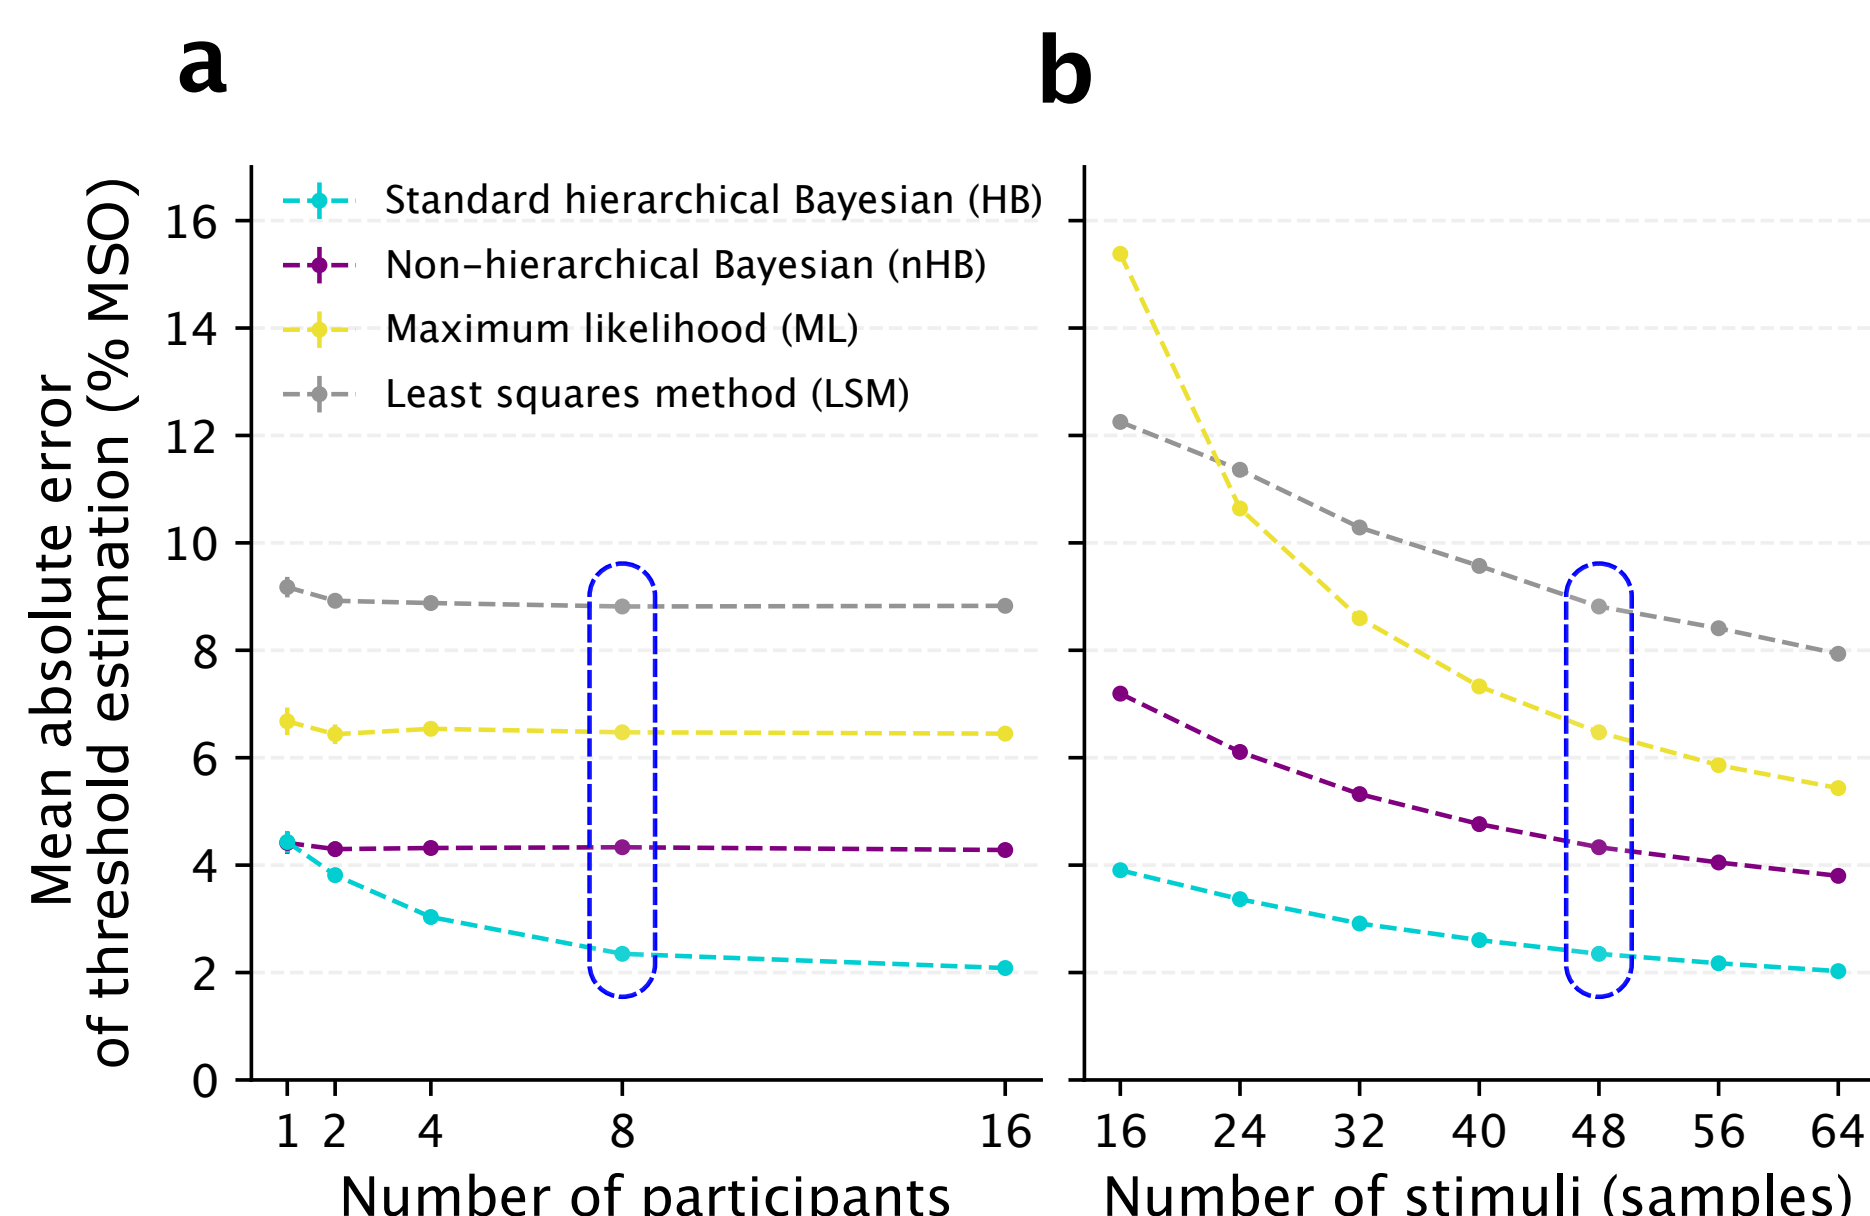 a
b
Mean absolute error
of threshold estimation (% MSO)
16
14
12
10
8
6
4
2
0
Standard hierarchical Bayesian (HB)
Non-hierarchical Bayesian (nHB)
Maximum likelihood (ML)
Least squares method (LSM)
1 2 4 8 16
Number of participants
16 24 32 40 48 56 64
Number of stimuli (samples)